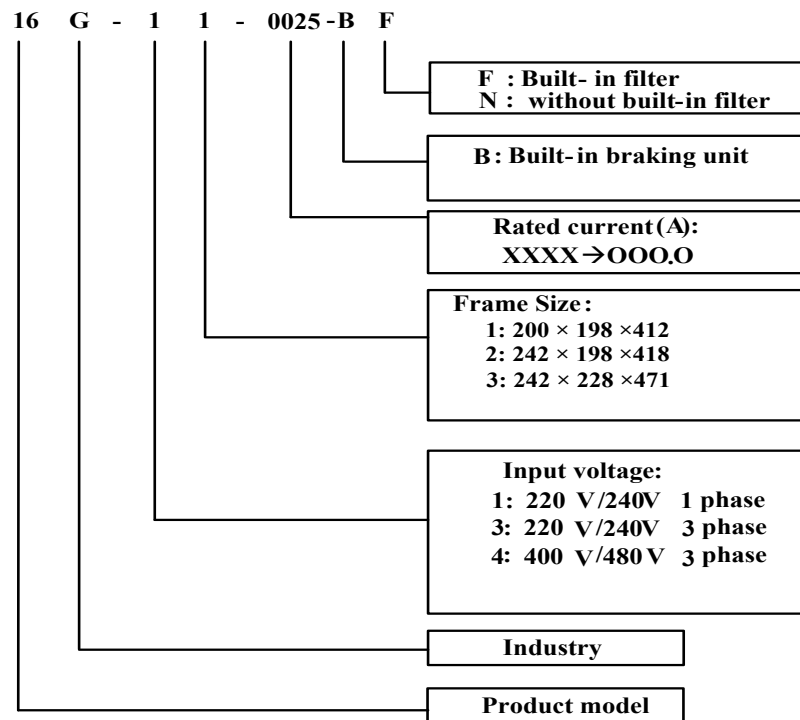 16 G - 1 1 - 0025 - B F
F : Built- in filter
N : without built-in filter
B: Built-in braking unit
Rated current(A):
XXXX→OOO.O
Frame Size:
1: 200 × 198 ×412
2: 242 × 198 ×418
3: 242 × 228 ×471
Input voltage:
1: 220 V/240V 1 phase
3: 220 V/240V 3 phase
4: 400 V/480V 3 phase
Industry
Product model